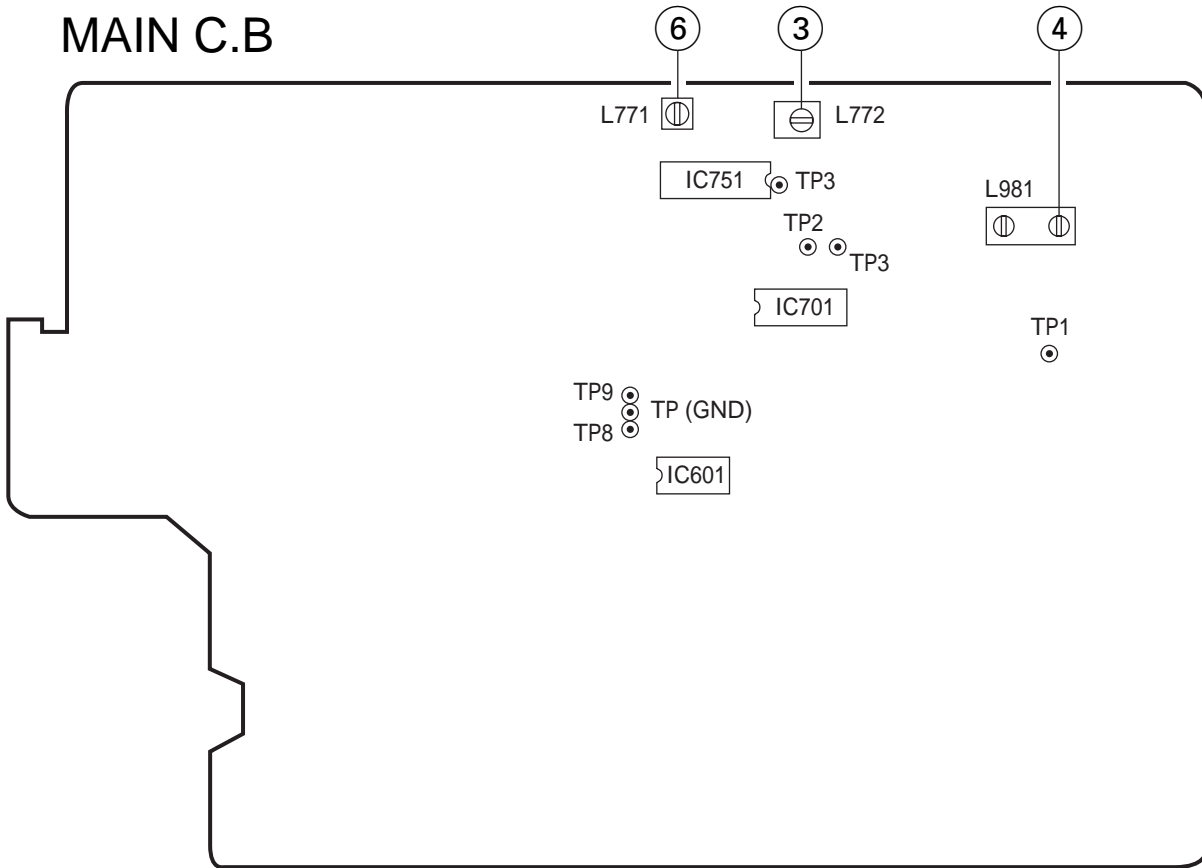 MAIN C.B
6
3
4
L771
L772
IC751
TP3
L981
TP2
TP3
IC701
TP1
TP9
TP (GND)
TP8
IC601